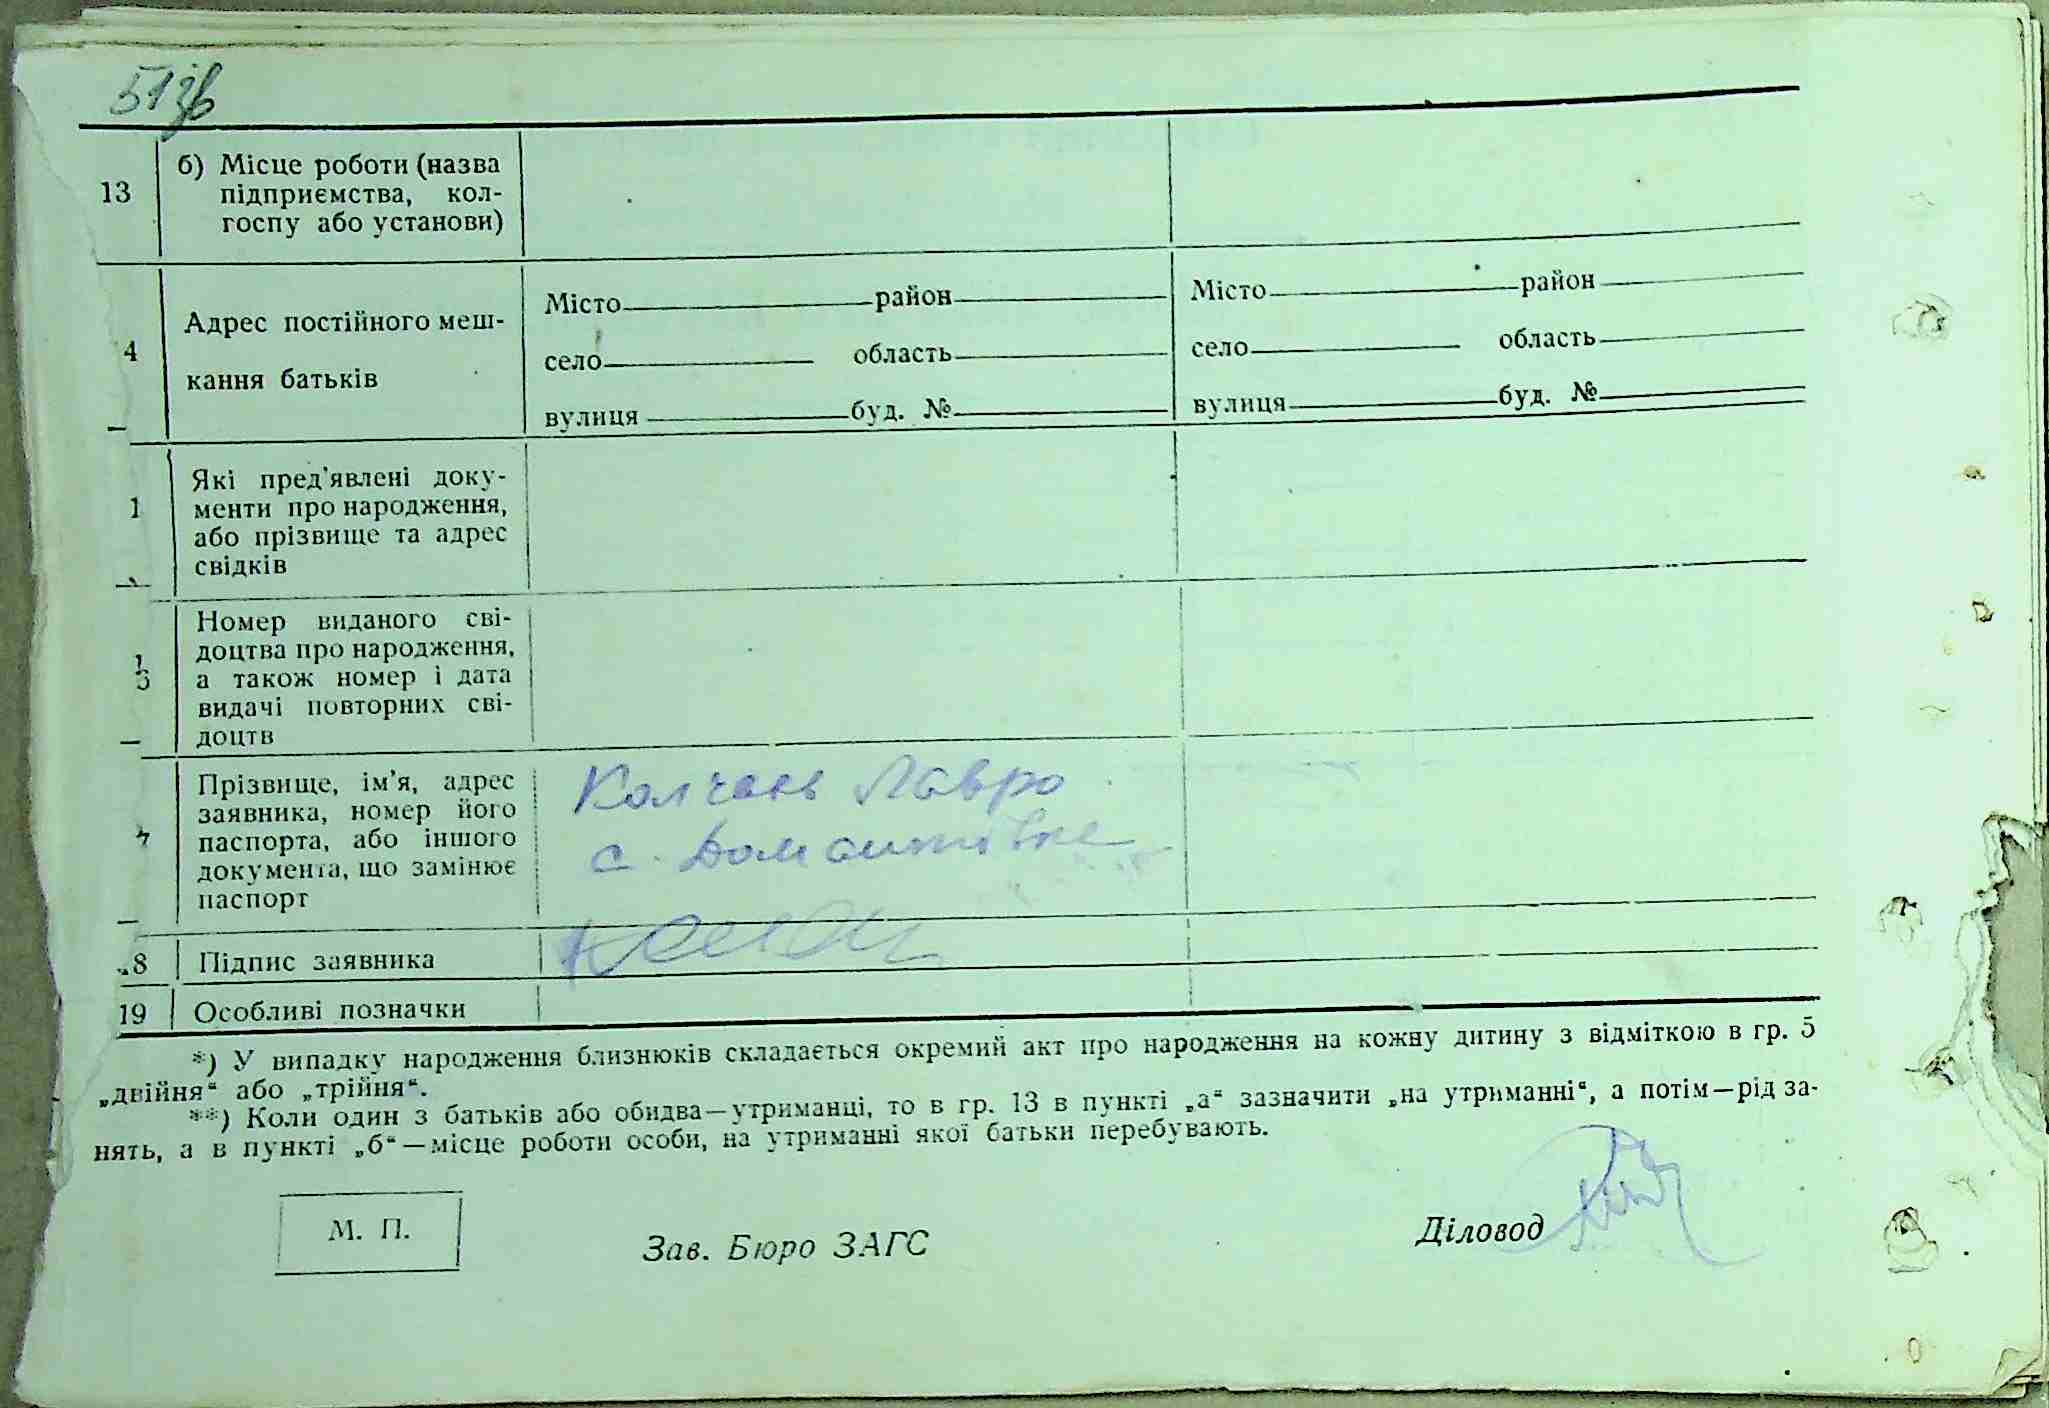 51зв
13
б) Місце роботи (назва
підприємства, кол-
госпу або установи)
4
Адрес постійного меш-
кання батьків
Місто район
село область
вулиця буд. №
Місто район
село область
вулиця буд. №
1
Які пред'явлені доку-
менти про народження,
або прізвище та адрес
свідків
Номер виданого сві-
доцтва про народження,
а також номер і дата
видачі повторних сві-
доцтв
Прізвище, ім'я, адрес
заявника, номер його
паспорта, або іншого
документа, що замінює
паспорт
Лавро
с.
8
Підпис заявника
19
Особливі позначки
*) У випадку народження близнюків складається окремий акт про народження на кожну дитину з відміткою в гр. 5
„двійня“ або „трійня“.
**) Коли один з батьків або обидва—утриманці, то в гр. 13 в пункті „а“ зазначити „на утриманні“, а потім—рід за-
нять, а в пункті „б“—місце роботи особи, на утриманні якої батьки перебувають.
М. П.
Зав. Бюро ЗАГС
Діловод